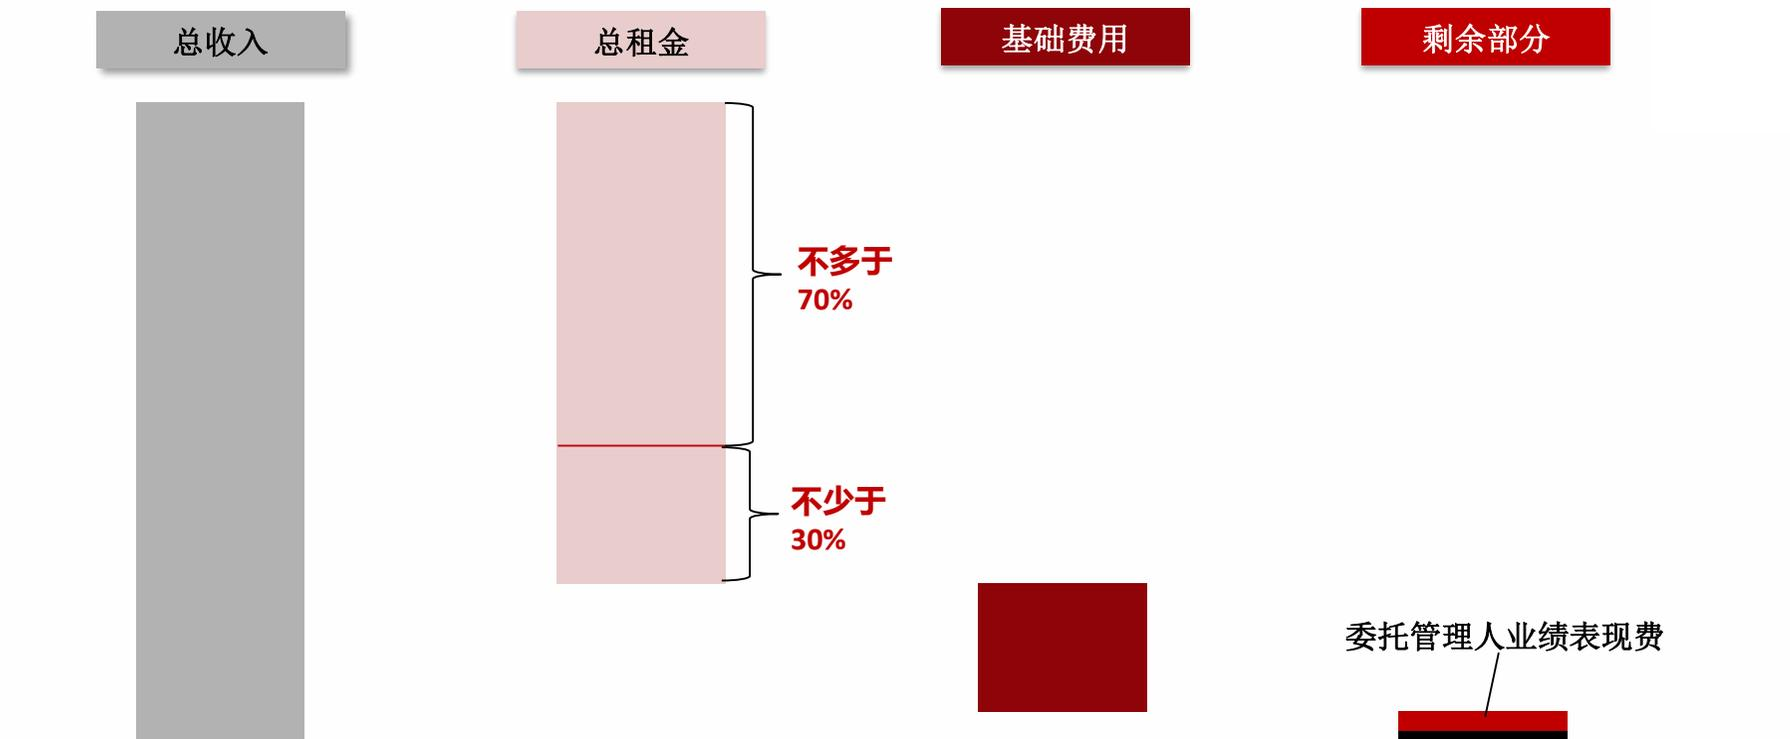 总收入
总租金
基础费用
剩余部分
不多于
70%
不少于
30%
委托管理人业绩表现费